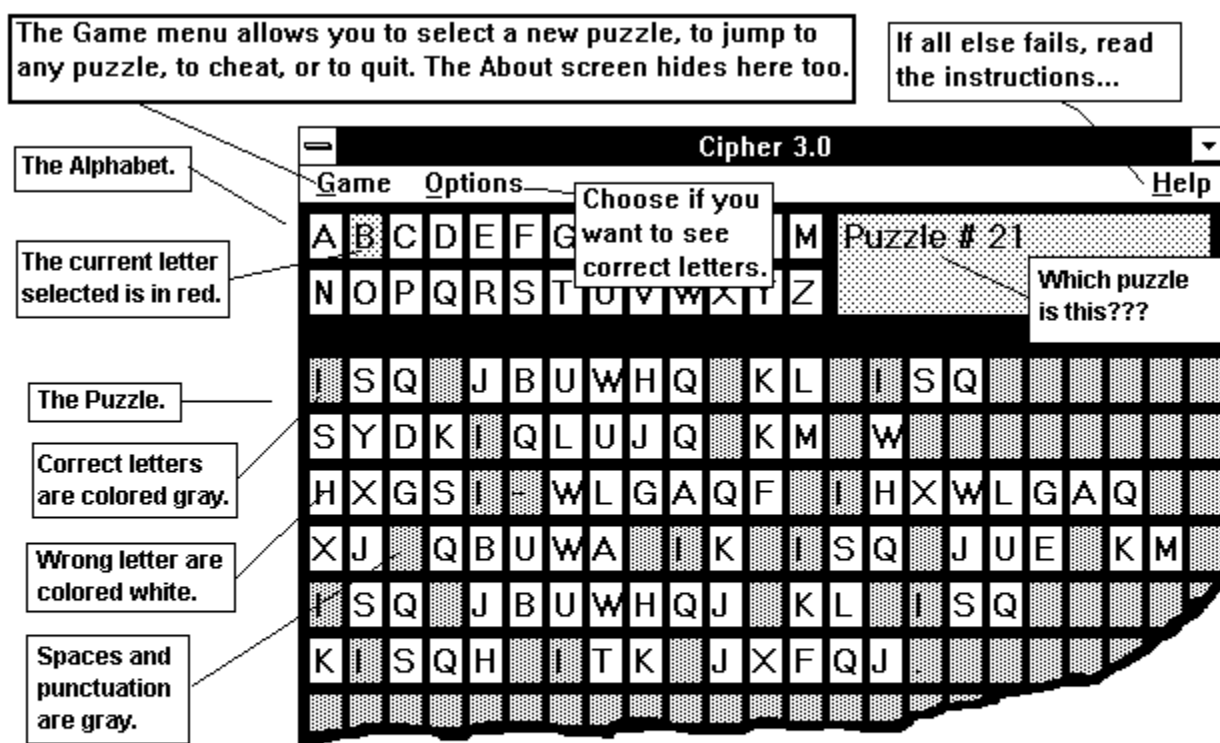 The Game menu allows you to select a new puzzle, to jump to
any puzzle, to cheat, or to quit. The About screen hides here too.
If all else fails, read
the instructions...
Cipher 3.0
The Alphabet.
Game Options Help
Choose if you
want to see
correct letters.
A B C D E F G M
Puzzle # 21
The current letter
selected is in red.
N O P Q R S T U V W X Y Z
Which puzzle
is this???
I S Q J B U W H Q K L I S Q
The Puzzle.
S Y D K I Q L U J Q K M W
Correct letters
are colored gray.
H X G S I - W L G A Q F I H X W L G A Q
X J Q B U W A I K I S Q J U E K M
Wrong letter are
colored white.
I S Q J B U W H Q J K L I S Q
Spaces and
punctuation
are gray.
K I S Q H I T K J X F Q J .